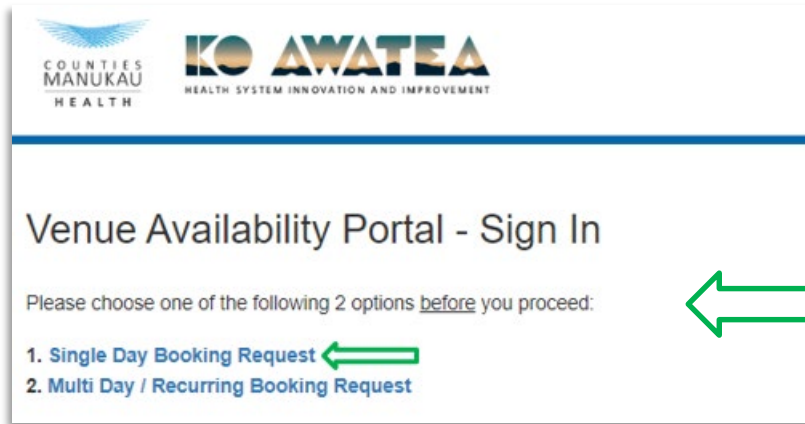 COUNTIES
MANUKAU
HEALTH
KO AWATEA
HEALTH SYSTEM INNOVATION AND IMPROVEMENT
Venue Availability Portal - Sign In
Please choose one of the following 2 options before you proceed:
1. Single Day Booking Request
2. Multi Day / Recurring Booking Request